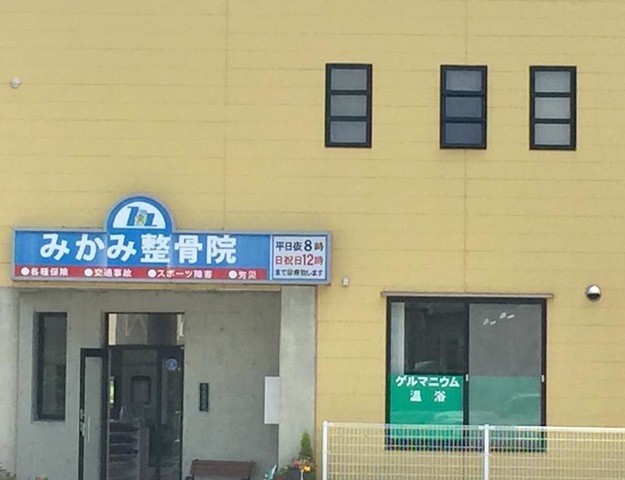 みかみ整骨院
平日夜8時
日祝日12時
まで診療致します
●各種保険 ●交通事故 ●スポーツ障害 ●労災
ゲルマニウム
温浴